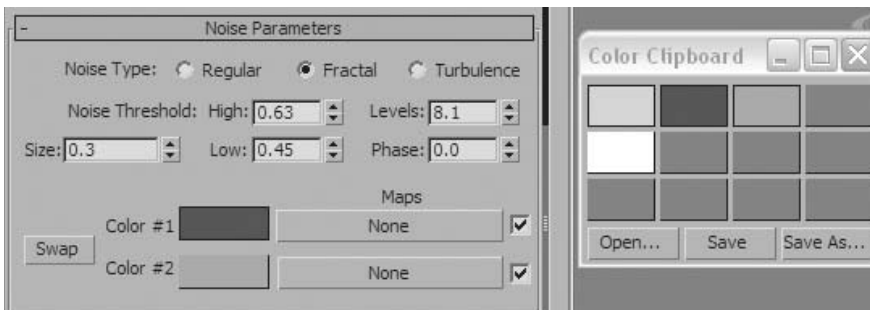 - Noise Parameters
Noise Type: Regular Fractal Turbulence
Noise Threshold: High: 0.63 Levels: 8.1
Size: 0.3 Low: 0.45 Phase: 0.0
Maps
Color #1 None
Swap
Color #2 None
Color Clipboard
Open... Save Save As...